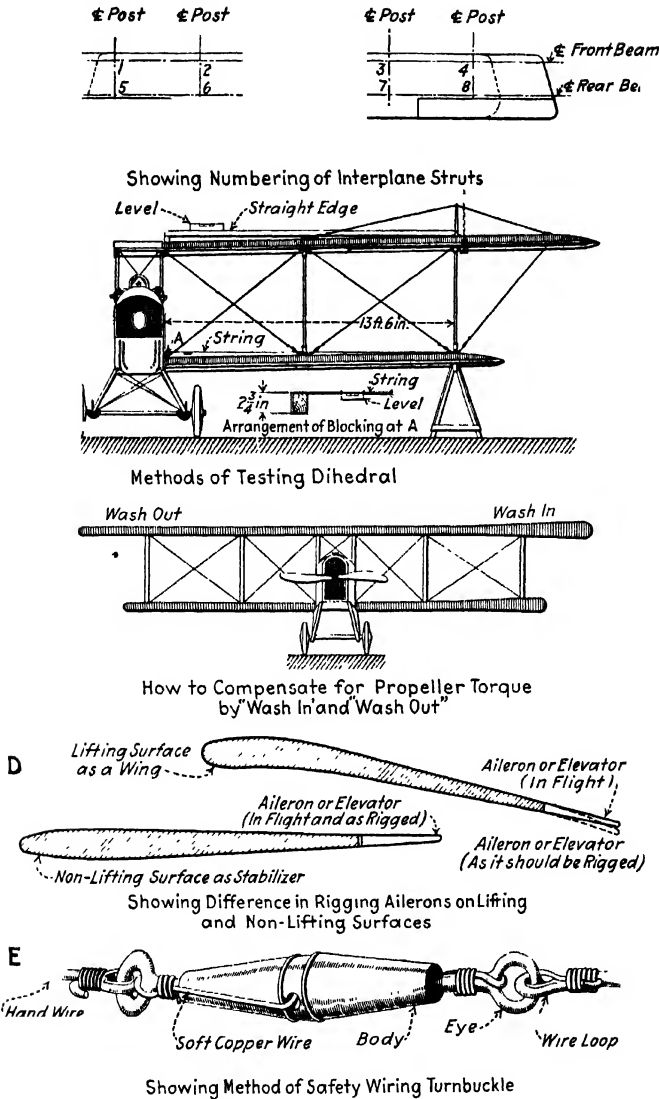 ℄ Post ℄ Post ℄ Post ℄ Post
℄ Front Beam
1 2 3 4
5 6 7 8
℄ Rear Be
Showing Numbering of Interplane Struts
Level Straight Edge
13ft.6in.
A String
String
2 3/4 in
Level
Arrangement of Blocking at A
Methods of Testing Dihedral
Wash Out Wash In
How to Compensate for Propeller Torque
by "Wash In' and "Wash Out"
D
Lifting Surface
as a Wing
Aileron or Elevator
(In Flight)
Aileron or Elevator
(In Flight and as Rigged)
Aileron or Elevator
(As it should be Rigged)
Non-Lifting Surface as Stabilizer
Showing Difference in Rigging Ailerons on Lifting
and Non-Lifting Surfaces
E
Hand Wire
Soft Copper Wire
Body
Eye
Wire Loop
Showing Method of Safety Wiring Turnbuckle